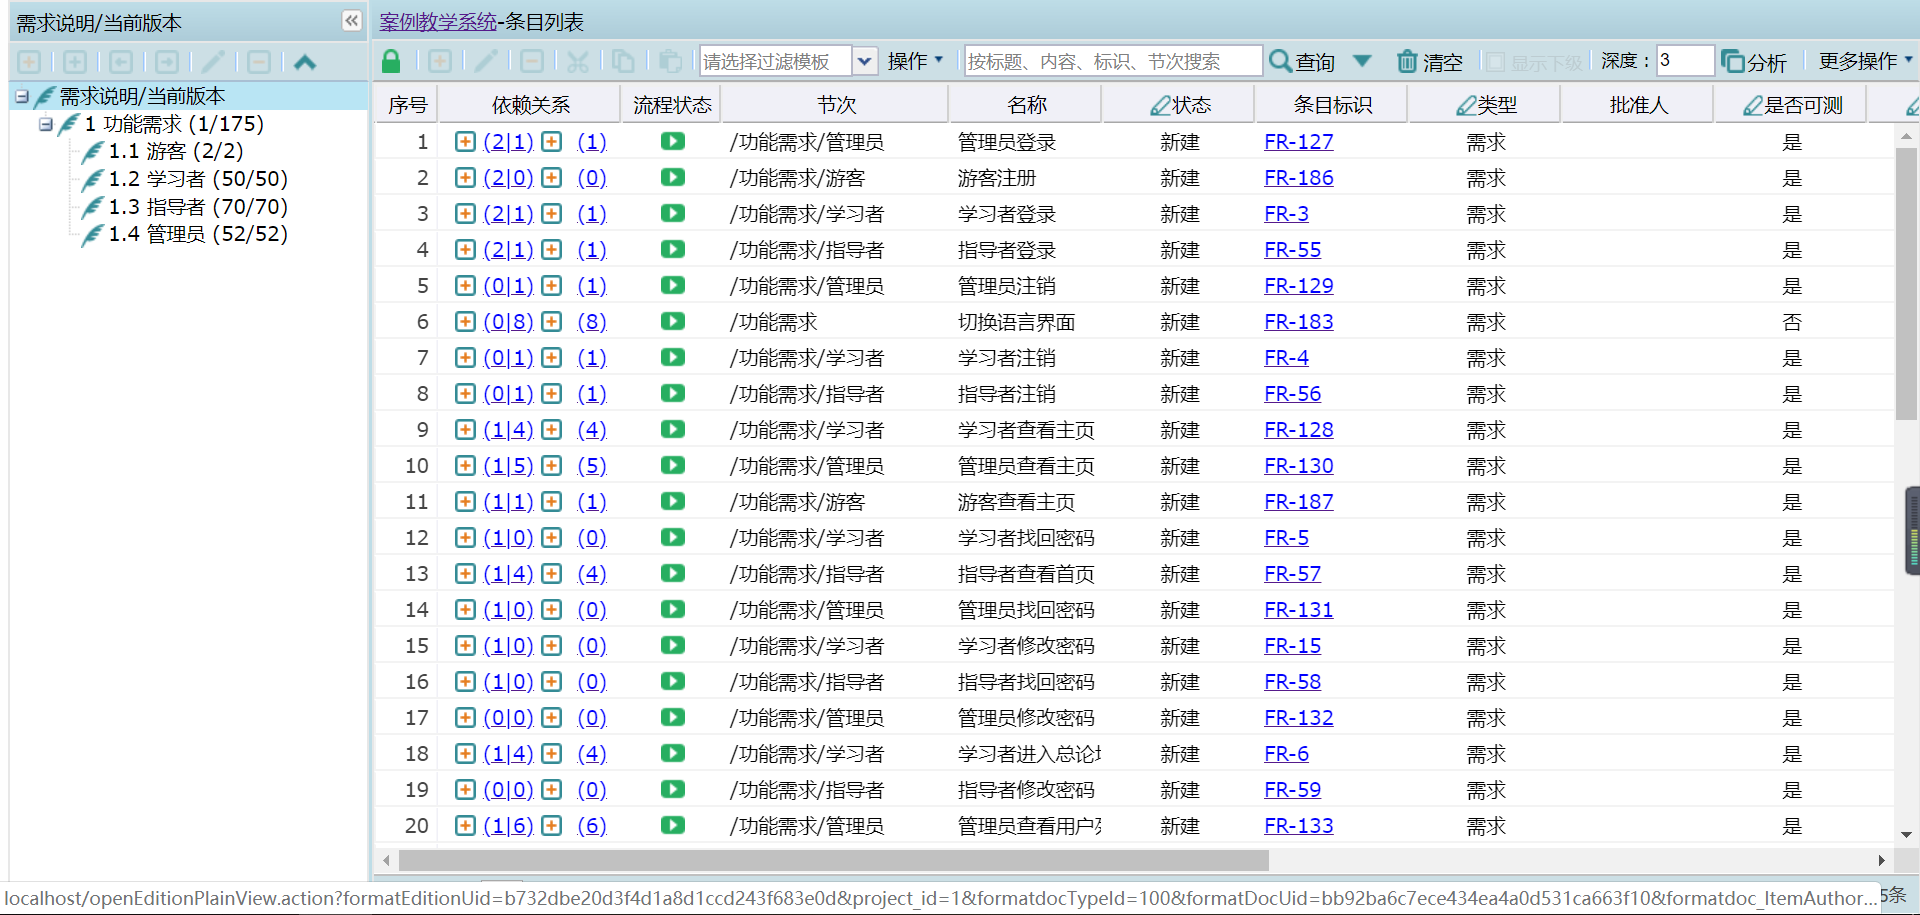 需求说明/当前版本
案例教学系统-条目列表
请选择过滤模板 操作 按标题、内容、标识、节次搜索 查询 清空 显示下级 深度： 3 分析 更多操作
需求说明/当前版本
1 功能需求 (1/175)
1.1 游客 (2/2)
1.2 学习者 (50/50)
1.3 指导者 (70/70)
1.4 管理员 (52/52)
序号 依赖关系 流程状态 节次 名称 状态 条目标识 类型 批准人 是否可测
1 (2|1) (1) /功能需求/管理员 管理员登录 新建 FR-127 需求 是
2 (2|0) (0) /功能需求/游客 游客注册 新建 FR-186 需求 是
3 (2|1) (1) /功能需求/学习者 学习者登录 新建 FR-3 需求 是
4 (2|1) (1) /功能需求/指导者 指导者登录 新建 FR-55 需求 是
5 (0|1) (1) /功能需求/管理员 管理员注销 新建 FR-129 需求 是
6 (0|8) (8) /功能需求 切换语言界面 新建 FR-183 需求 否
7 (0|1) (1) /功能需求/学习者 学习者注销 新建 FR-4 需求 是
8 (0|1) (1) /功能需求/指导者 指导者注销 新建 FR-56 需求 是
9 (1|4) (4) /功能需求/学习者 学习者查看主页 新建 FR-128 需求 是
10 (1|5) (5) /功能需求/管理员 管理员查看主页 新建 FR-130 需求 是
11 (1|1) (1) /功能需求/游客 游客查看主页 新建 FR-187 需求 是
12 (1|0) (0) /功能需求/学习者 学习者找回密码 新建 FR-5 需求 是
13 (1|4) (4) /功能需求/指导者 指导者查看首页 新建 FR-57 需求 是
14 (1|0) (0) /功能需求/管理员 管理员找回密码 新建 FR-131 需求 是
15 (1|0) (0) /功能需求/学习者 学习者修改密码 新建 FR-15 需求 是
16 (1|0) (0) /功能需求/指导者 指导者找回密码 新建 FR-58 需求 是
17 (0|0) (0) /功能需求/管理员 管理员修改密码 新建 FR-132 需求 是
18 (1|4) (4) /功能需求/学习者 学习者进入总论 新建 FR-6 需求 是
19 (0|0) (0) /功能需求/指导者 指导者修改密码 新建 FR-59 需求 是
20 (1|6) (6) /功能需求/管理员 管理员查看用户 新建 FR-133 需求 是
localhost/openEditionPlainView.action?formatEditionUid=b732dbe20d3f4d1a8d1ccd243f683e0d&project_id=1&formatdocTypeId=100&formatDocUid=bb92ba6c7ece434ea4a0d531ca663f10&formatdoc_ItemAuthor... 5条